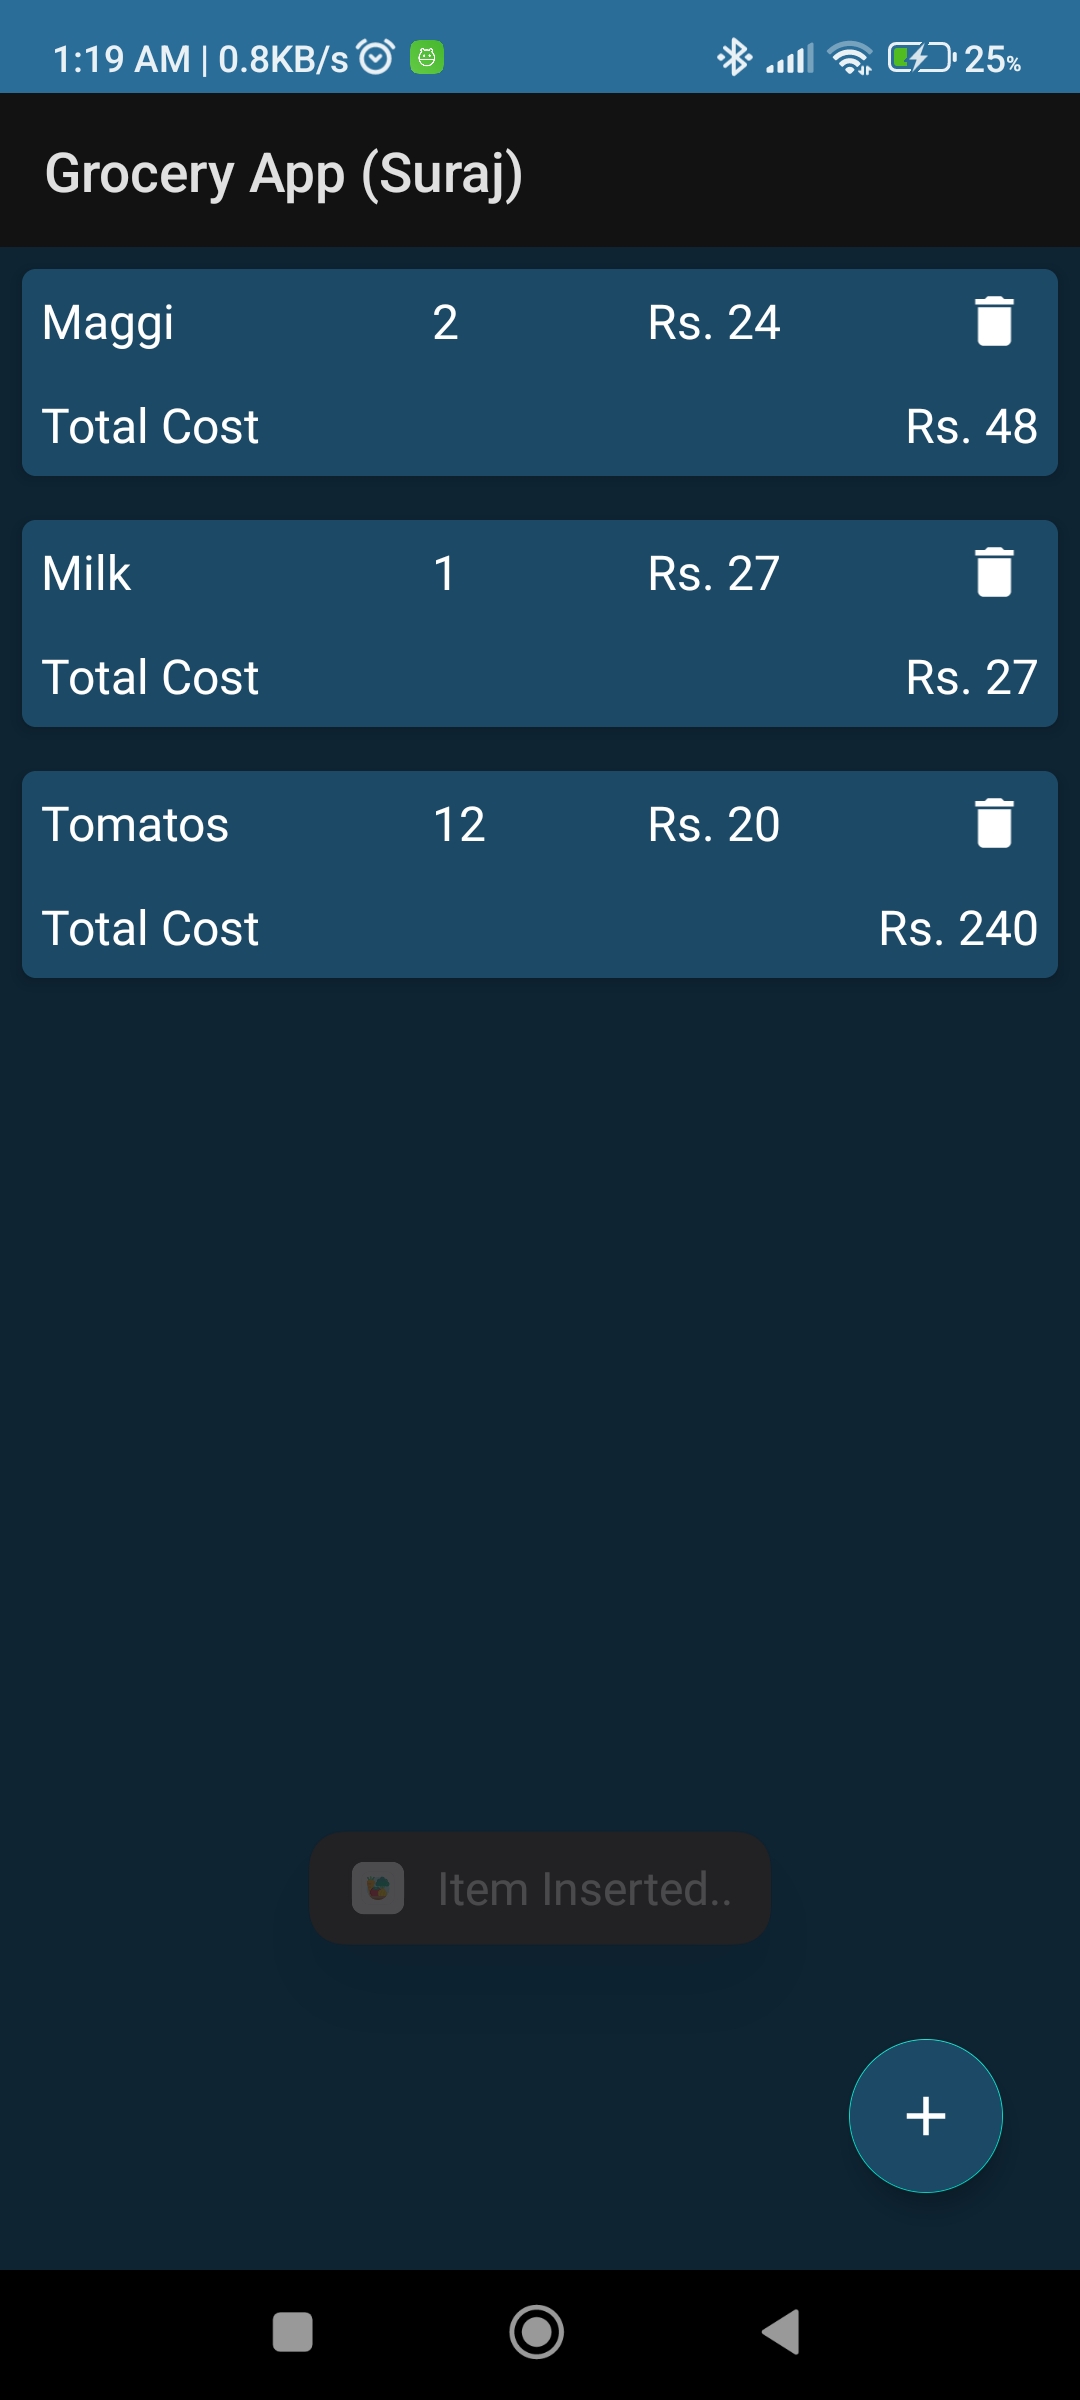 1:19 AM | 0.8KB/s 25%
Grocery App (Suraj)
Maggi 2 Rs. 24
Total Cost Rs. 48
Milk 1 Rs. 27
Total Cost Rs. 27
Tomatos 12 Rs. 20
Total Cost Rs. 240
Item Inserted..